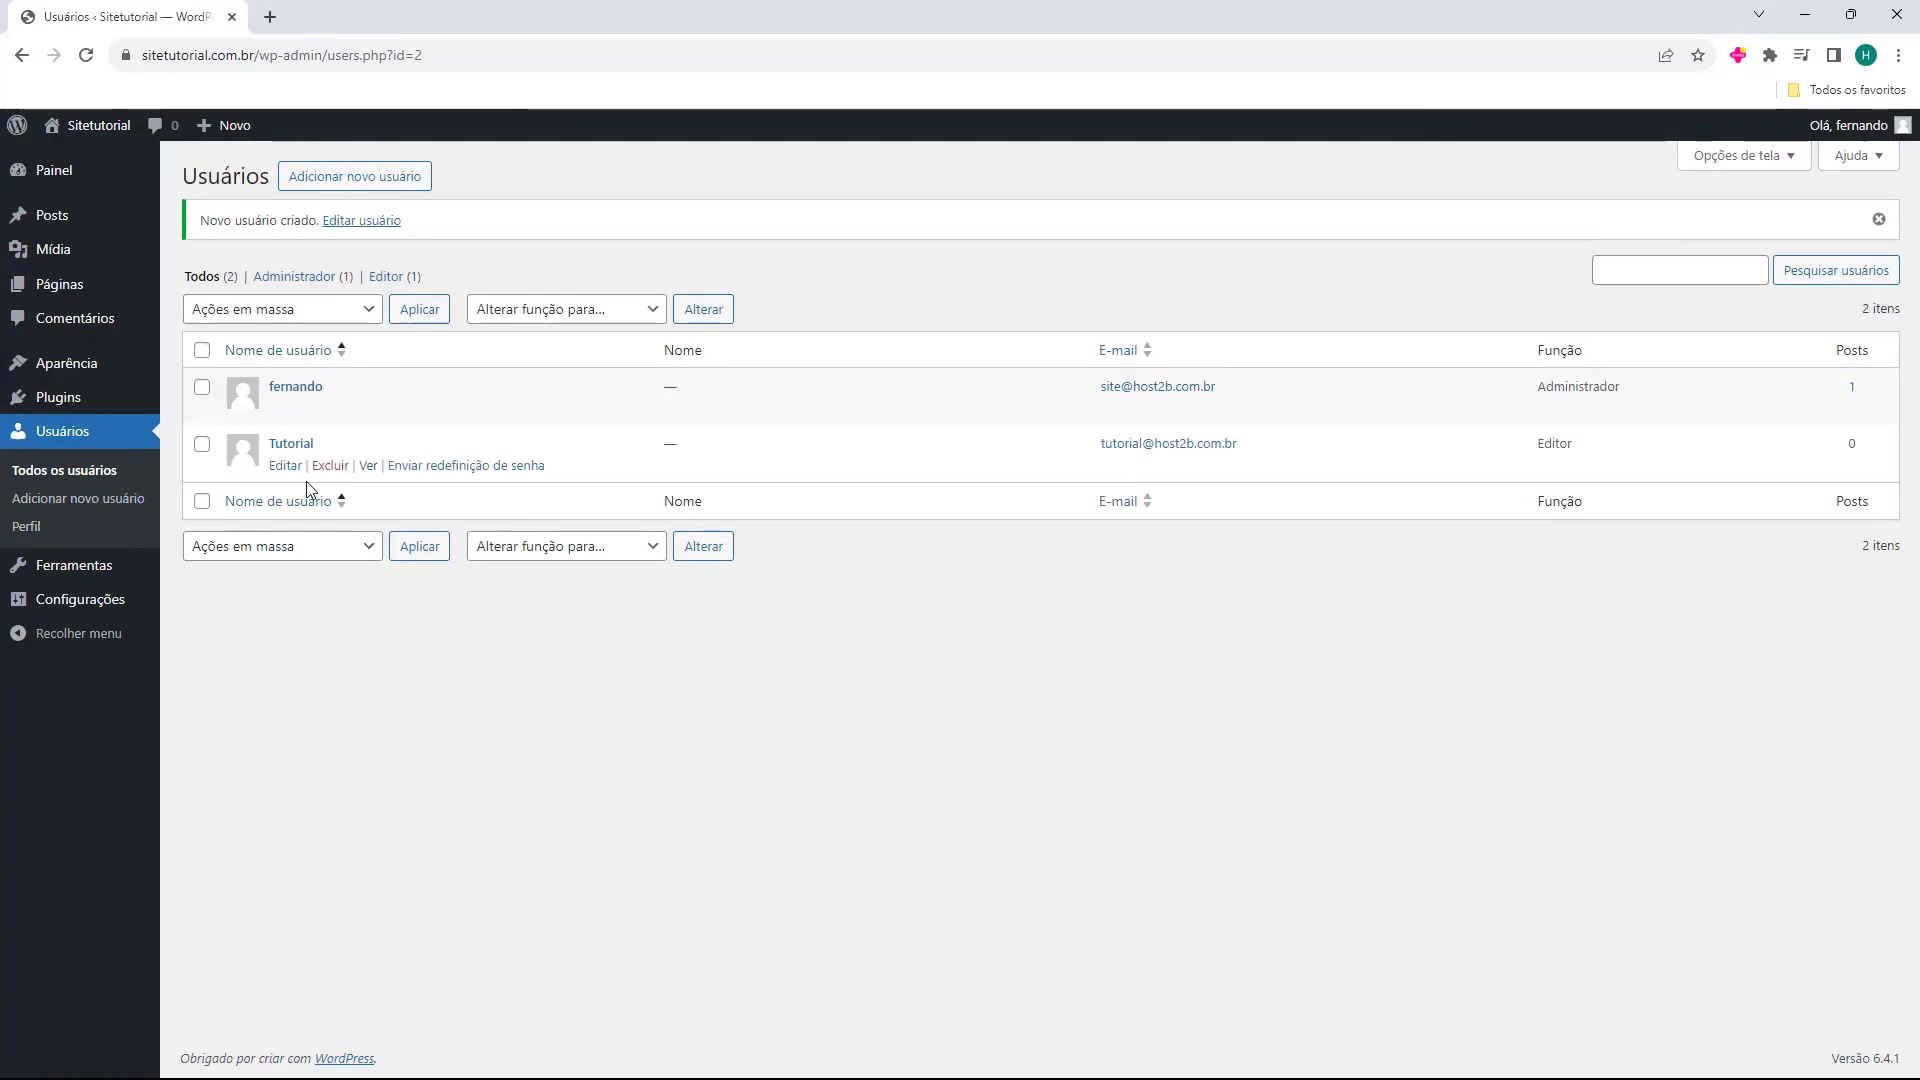 Usuários ‹ Sitetutorial — WordP
sitetutorial.com.br/wp-admin/users.php?id=2
H
Todos os favoritos
Sitetutorial 0 Novo Olá, fernando
Painel
Posts
Mídia
Páginas
Comentários
Aparência
Plugins
Usuários
Todos os usuários
Adicionar novo usuário
Perfil
Ferramentas
Configurações
Recolher menu
Opções de tela Ajuda
Usuários Adicionar novo usuário
Novo usuário criado. Editar usuário
Todos (2) | Administrador (1) | Editor (1)
Pesquisar usuários
Ações em massa Aplicar Alterar função para... Alterar 2 itens
Nome de usuário Nome E-mail Função Posts
fernando — site@host2b.com.br Administrador 1
Tutorial — tutorial@host2b.com.br Editor 0
Editar | Excluir | Ver | Enviar redefinição de senha
Nome de usuário Nome E-mail Função Posts
Ações em massa Aplicar Alterar função para... Alterar 2 itens
Obrigado por criar com WordPress. Versão 6.4.1